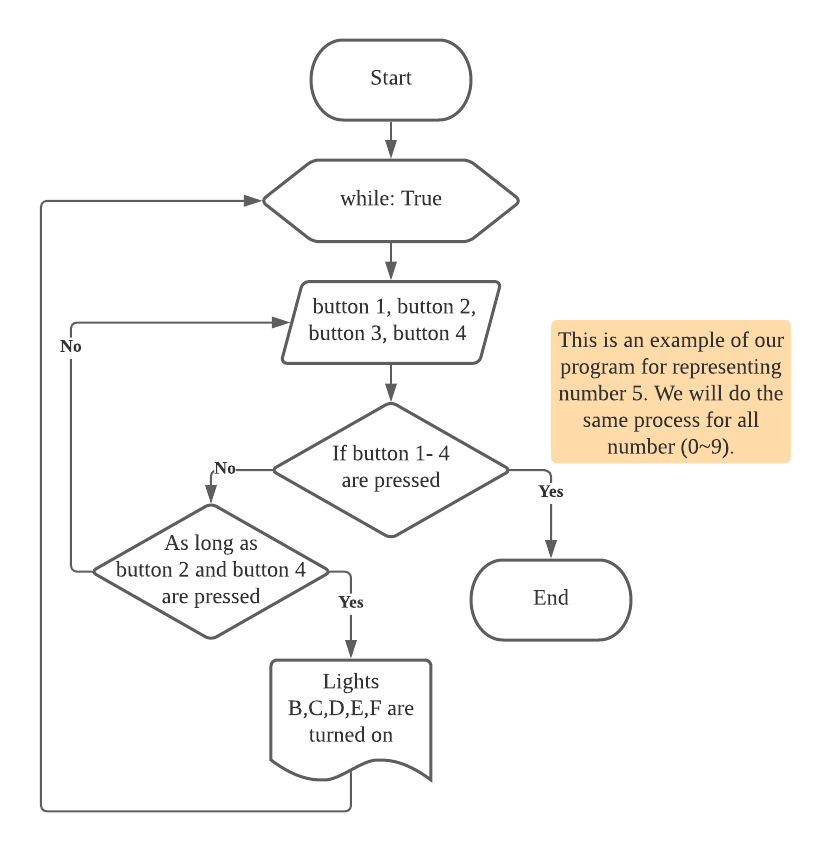 Start
while: True
button 1, button 2,
button 3, button 4
No
This is an example of our
program for representing
number 5. We will do the
same process for all
number (0~9).
If button 1- 4
are pressed
No
Yes
As long as
button 2 and button 4
are pressed
Yes
End
Lights
B,C,D,E,F are
turned on